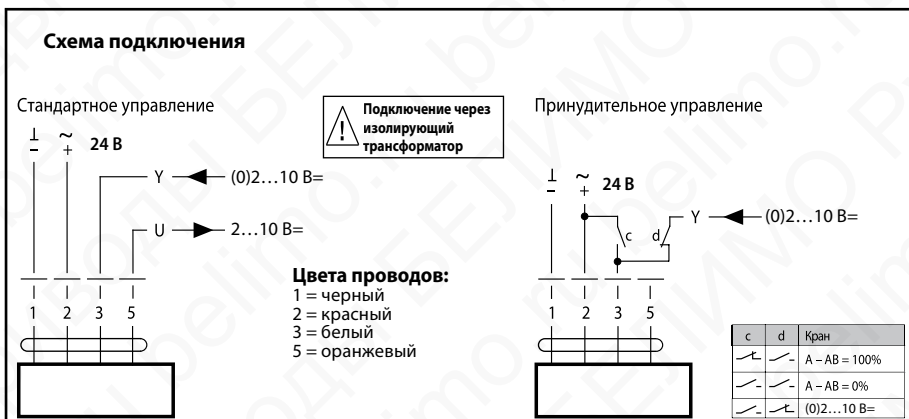 Схема подключения
Стандартное управление
⊥ ~ 24 В
- +
Y (0)2…10 В=
U 2…10 В=
1 2 3 5
Подключение через
изолирующий
трансформатор
!
Цвета проводов:
1 = черный
2 = красный
3 = белый
5 = оранжевый
Принудительное управление
⊥ ~ 24 В
- +
Y (0)2…10 В=
c d
1 2 3 5
c d Кран
A – AB = 100%
A – AB = 0%
(0)2…10 В=